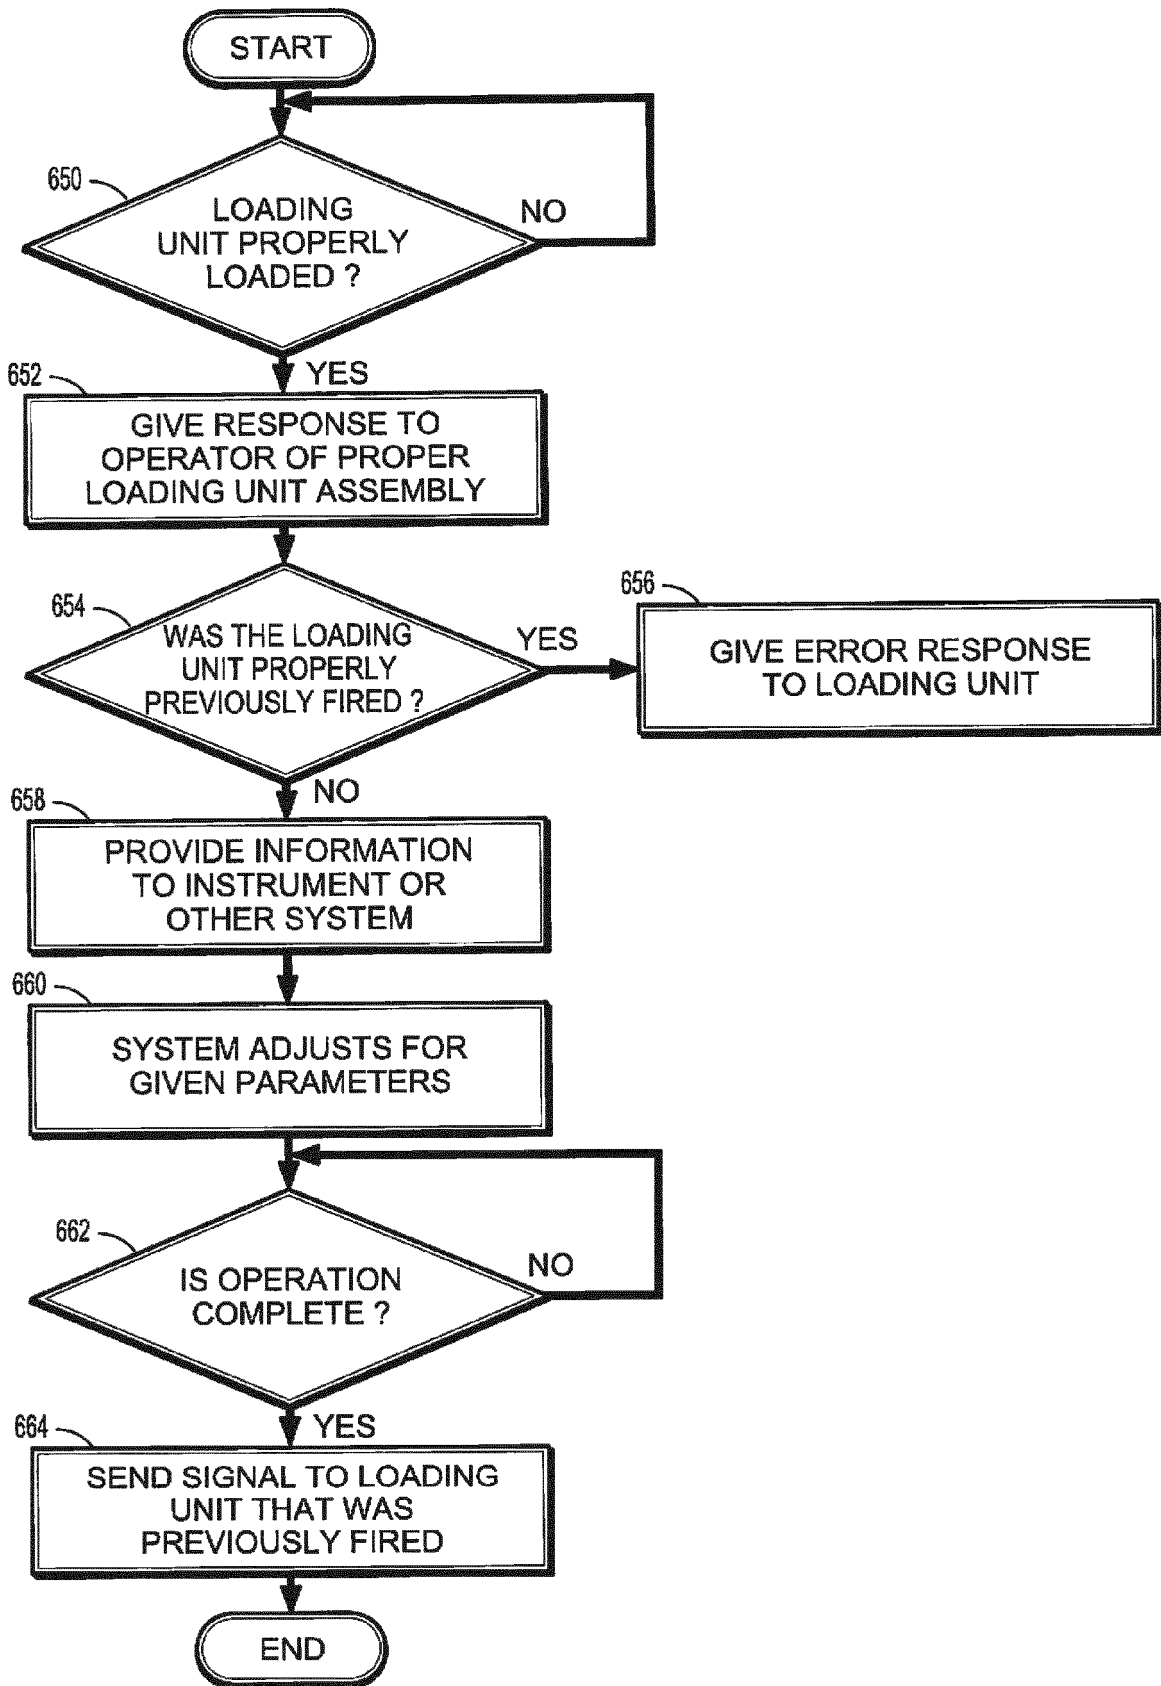 START
650
LOADING
UNIT PROPERLY
LOADED ?
NO
YES
652
GIVE RESPONSE TO
OPERATOR OF PROPER
LOADING UNIT ASSEMBLY
654
WAS THE LOADING
UNIT PROPERLY
PREVIOUSLY FIRED ?
YES
656
GIVE ERROR RESPONSE
TO LOADING UNIT
NO
658
PROVIDE INFORMATION
TO INSTRUMENT OR
OTHER SYSTEM
660
SYSTEM ADJUSTS FOR
GIVEN PARAMETERS
662
IS OPERATION
COMPLETE ?
NO
YES
664
SEND SIGNAL TO LOADING
UNIT THAT WAS
PREVIOUSLY FIRED
END